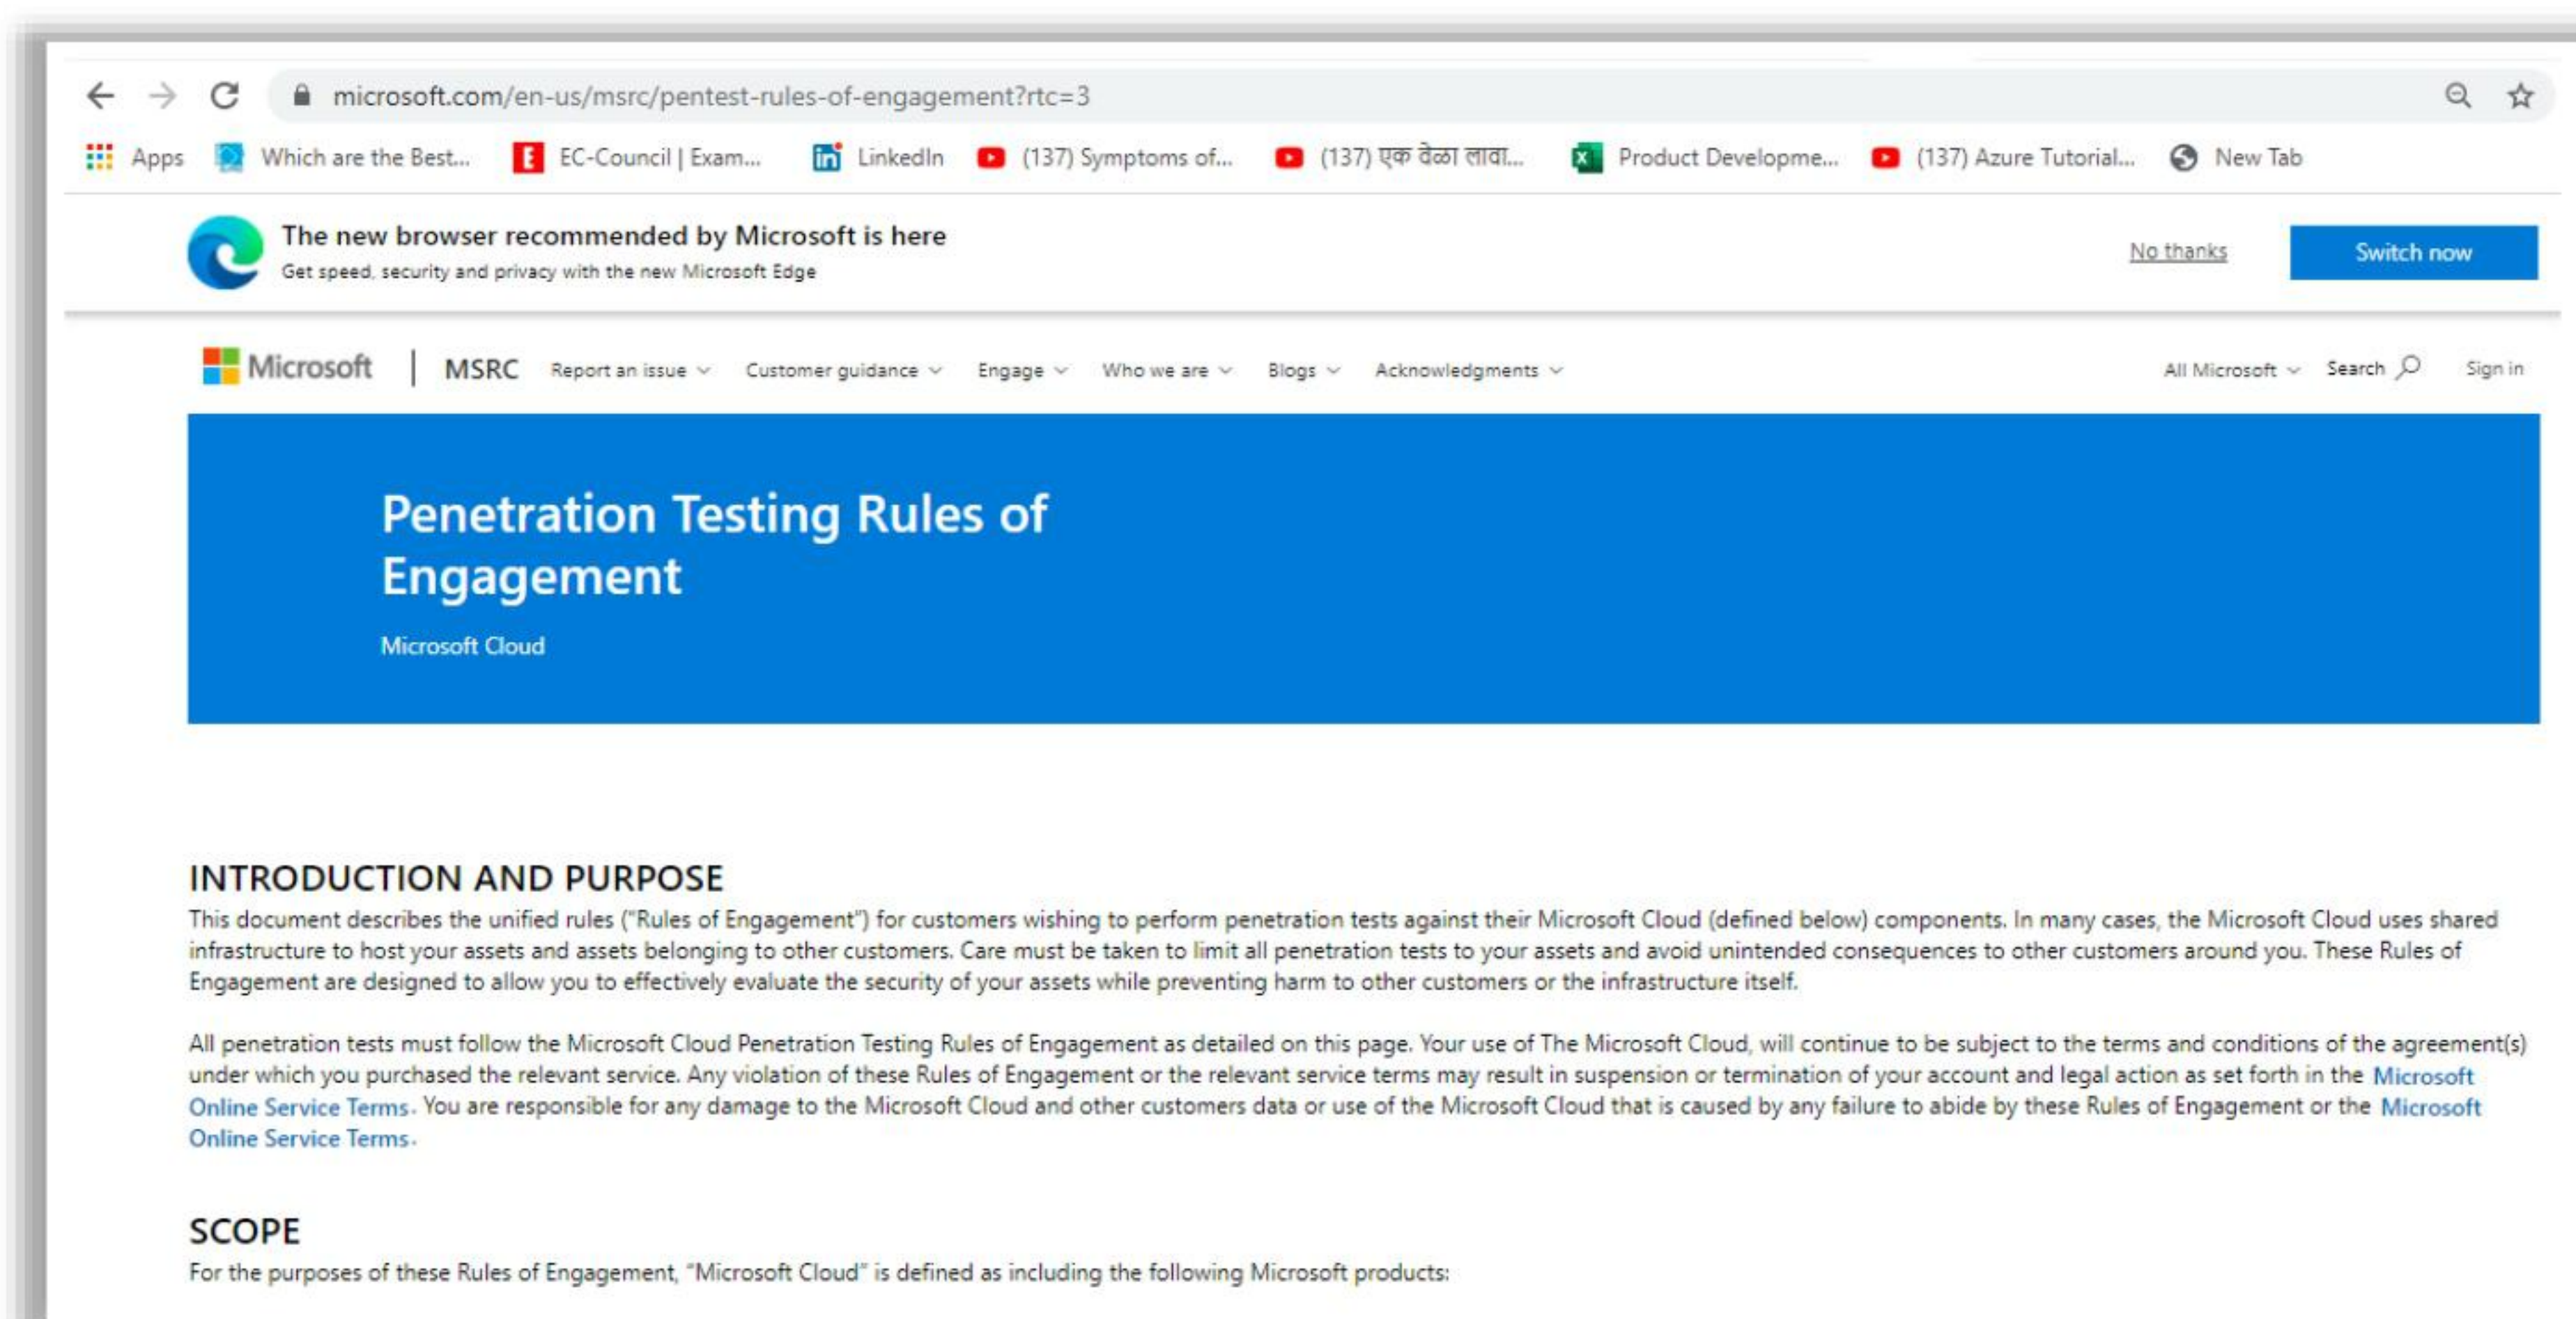 microsoft.com/en-us/msrc/pentest-rules-of-engagement?rtc=3
Apps Which are the Best... EC-Council | Exam... LinkedIn (137) Symptoms of... (137) एक वेळा लावा... Product Developme... (137) Azure Tutorial... New Tab
The new browser recommended by Microsoft is here
Get speed, security and privacy with the new Microsoft Edge
No thanks Switch now
Microsoft | MSRC Report an issue Customer guidance Engage Who we are Blogs Acknowledgments All Microsoft Search Sign in
Penetration Testing Rules of
Engagement
Microsoft Cloud
INTRODUCTION AND PURPOSE
This document describes the unified rules ("Rules of Engagement") for customers wishing to perform penetration tests against their Microsoft Cloud (defined below) components. In many cases, the Microsoft Cloud uses shared
infrastructure to host your assets and assets belonging to other customers. Care must be taken to limit all penetration tests to your assets and avoid unintended consequences to other customers around you. These Rules of
Engagement are designed to allow you to effectively evaluate the security of your assets while preventing harm to other customers or the infrastructure itself.
All penetration tests must follow the Microsoft Cloud Penetration Testing Rules of Engagement as detailed on this page. Your use of The Microsoft Cloud, will continue to be subject to the terms and conditions of the agreement(s)
under which you purchased the relevant service. Any violation of these Rules of Engagement or the relevant service terms may result in suspension or termination of your account and legal action as set forth in the Microsoft
Online Service Terms. You are responsible for any damage to the Microsoft Cloud and other customers data or use of the Microsoft Cloud that is caused by any failure to abide by these Rules of Engagement or the Microsoft
Online Service Terms.
SCOPE
For the purposes of these Rules of Engagement, "Microsoft Cloud" is defined as including the following Microsoft products: